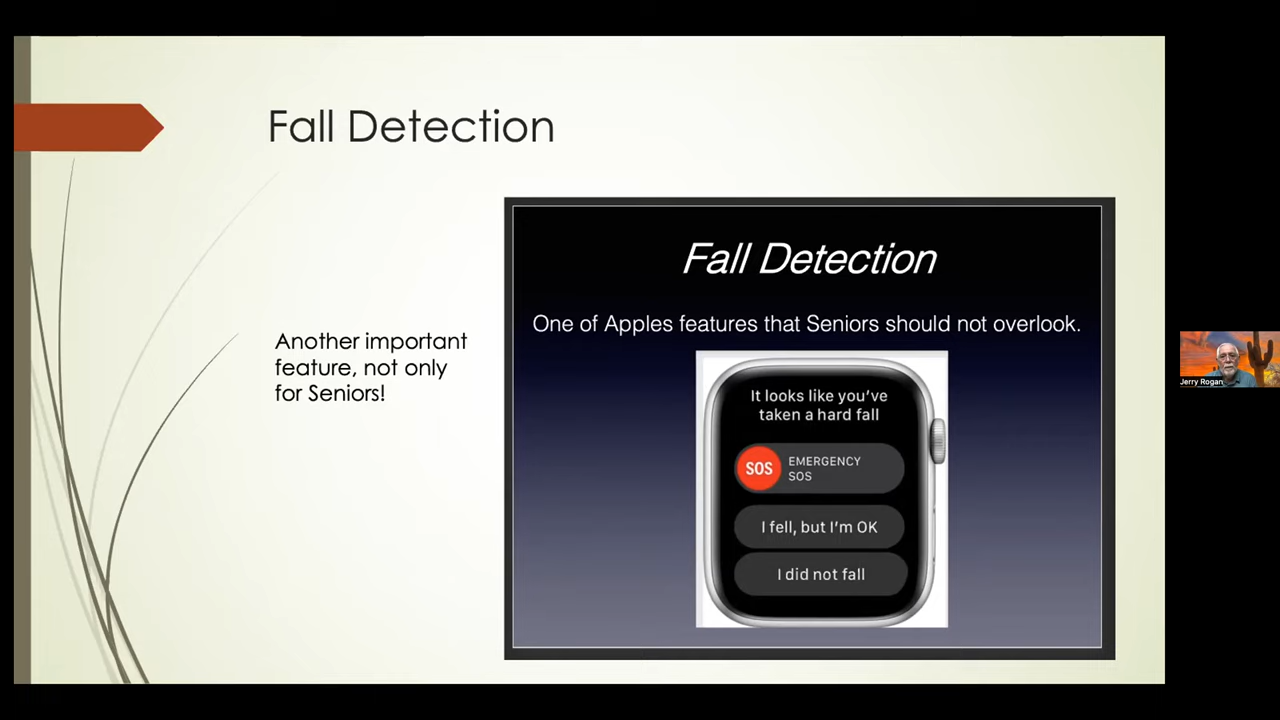 Fall Detection
Another important
feature, not only
for Seniors!
Fall Detection
One of Apples features that Seniors should not overlook.
It looks like you've
taken a hard fall
SOS
EMERGENCY
SOS
I fell, but I'm OK
I did not fall
Jerry Rogan